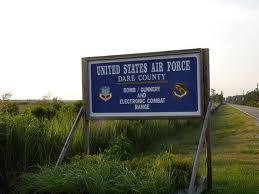 UNITED STATES AIR FORCE
DARE COUNTY
BOMB / GUNNERY
AND
ELECTRONIC COMBAT
RANGE